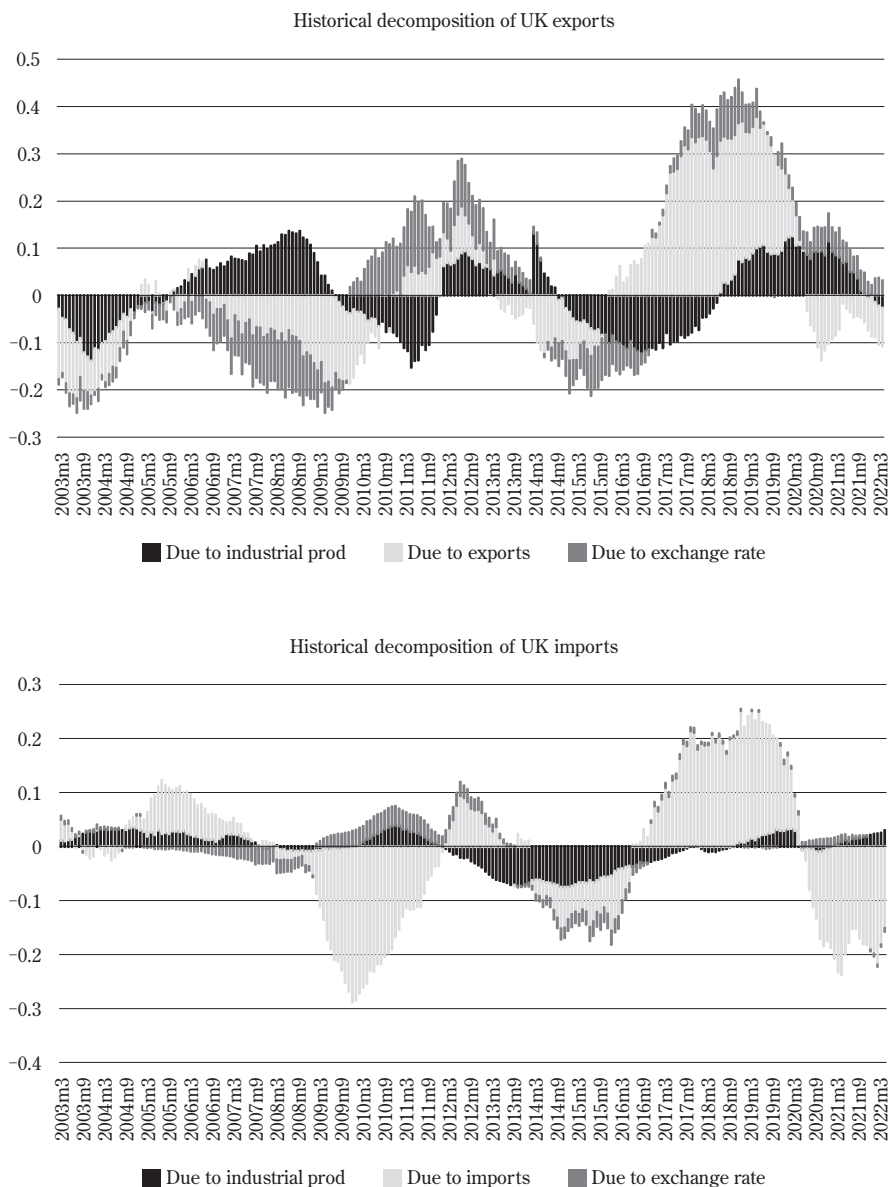 Historical decomposition of UK exports
0.5
0.4
0.3
0.2
0.1
0
−0.1
−0.2
−0.3
2003m3
2003m9
2004m3
2004m9
2005m3
2005m9
2006m3
2006m9
2007m3
2007m9
2008m3
2008m9
2009m3
2009m9
2010m3
2010m9
2011m3
2011m9
2012m3
2012m9
2013m3
2013m9
2014m3
2014m9
2015m3
2015m9
2016m3
2016m9
2017m3
2017m9
2018m3
2018m9
2019m3
2019m9
2020m3
2020m9
2021m3
2021m9
2022m3
Due to industrial prod Due to exports Due to exchange rate
Historical decomposition of UK imports
0.3
0.2
0.1
0
−0.1
−0.2
−0.3
−0.4
2003m3
2003m9
2004m3
2004m9
2005m3
2005m9
2006m3
2006m9
2007m3
2007m9
2008m3
2008m9
2009m3
2009m9
2010m3
2010m9
2011m3
2011m9
2012m3
2012m9
2013m3
2013m9
2014m3
2014m9
2015m3
2015m9
2016m3
2016m9
2017m3
2017m9
2018m3
2018m9
2019m3
2019m9
2020m3
2020m9
2021m3
2021m9
2022m3
Due to industrial prod Due to imports Due to exchange rate